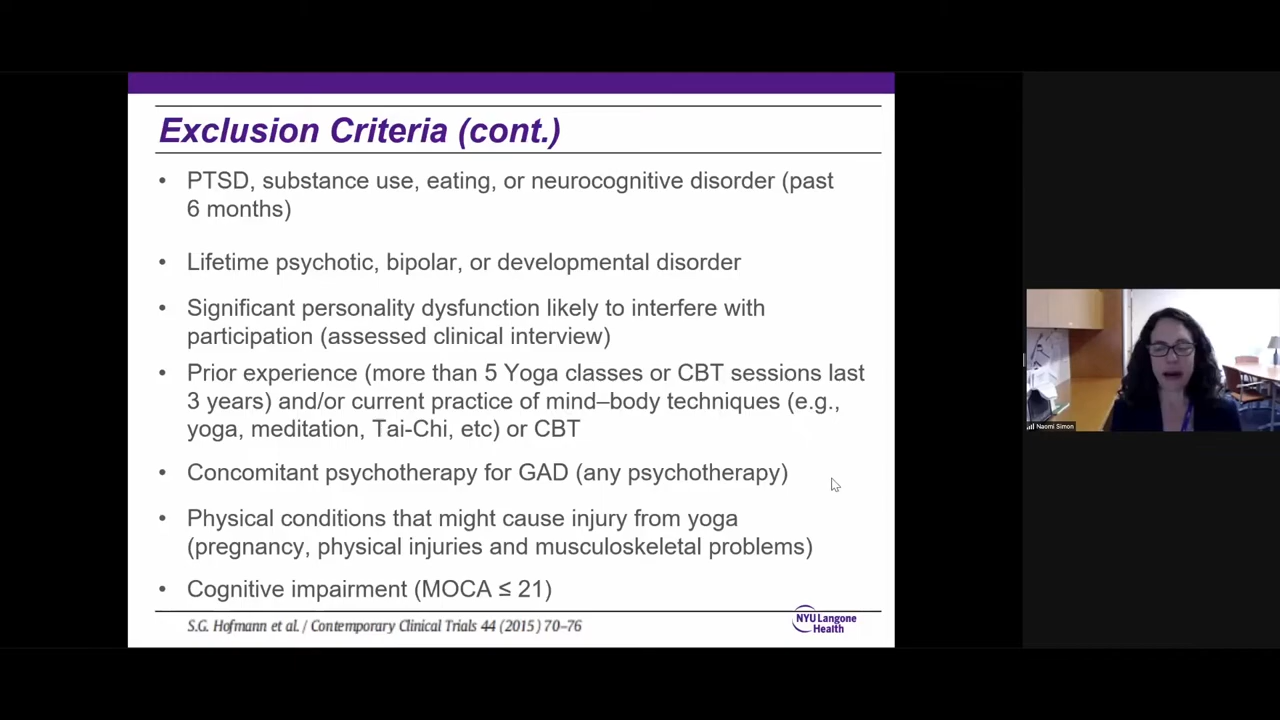 Exclusion Criteria (cont.)
• PTSD, substance use, eating, or neurocognitive disorder (past
6 months)
• Lifetime psychotic, bipolar, or developmental disorder
• Significant personality dysfunction likely to interfere with
participation (assessed clinical interview)
• Prior experience (more than 5 Yoga classes or CBT sessions last
3 years) and/or current practice of mind–body techniques (e.g.,
yoga, meditation, Tai-Chi, etc) or CBT
• Concomitant psychotherapy for GAD (any psychotherapy)
• Physical conditions that might cause injury from yoga
(pregnancy, physical injuries and musculoskeletal problems)
• Cognitive impairment (MOCA ≤ 21)
S.G. Hofmann et al. / Contemporary Clinical Trials 44 (2015) 70–76
NYU Langone
Health
Naomi Simon